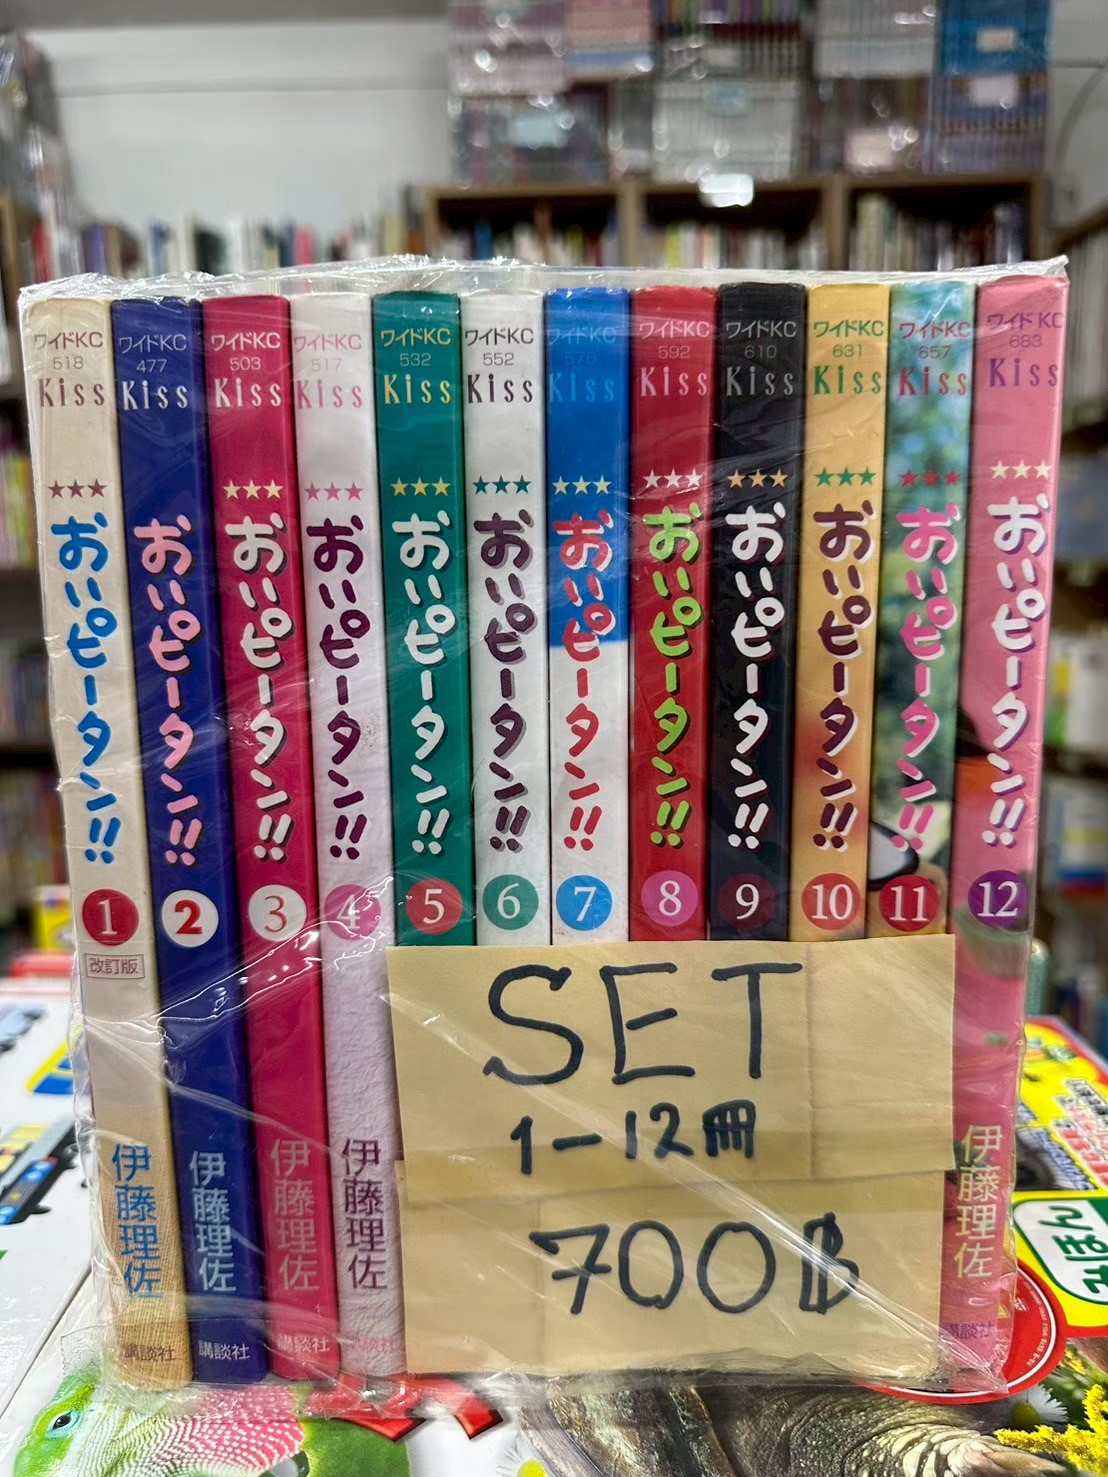 ワイドKC
518
Kiss
★★★
おいピータン!!
1
改訂版
伊藤理佐
講談社
ワイドKC
477
Kiss
おいピータン!!
2
伊藤理佐
講談社
ワイドKC
503
Kiss
★★★
おいピータン!!
3
伊藤理佐
講談社
ワイドKC
517
Kiss
★★★
おいピータン!!
4
伊藤理佐
講談社
ワイドKC
532
Kiss
★★★
おいピータン!!
5
ワイドKC
552
Kiss
★★★
おいピータン!!
6
ワイドKC
Kiss
★★★
おいピータン!!
7
ワイドKC
592
Kiss
★★★
おいピータン!!
8
ワイドKC
610
Kiss
★★★
おいピータン!!
9
ワイドKC
631
Kiss
★★★
おいピータン!!
10
ワイドKC
657
Kiss
★★★
おいピータン!!
11
ワイドKC
683
Kiss
★★★
おいピータン!!
12
伊藤理佐
講談社
SET
1-12冊
700฿
にほん